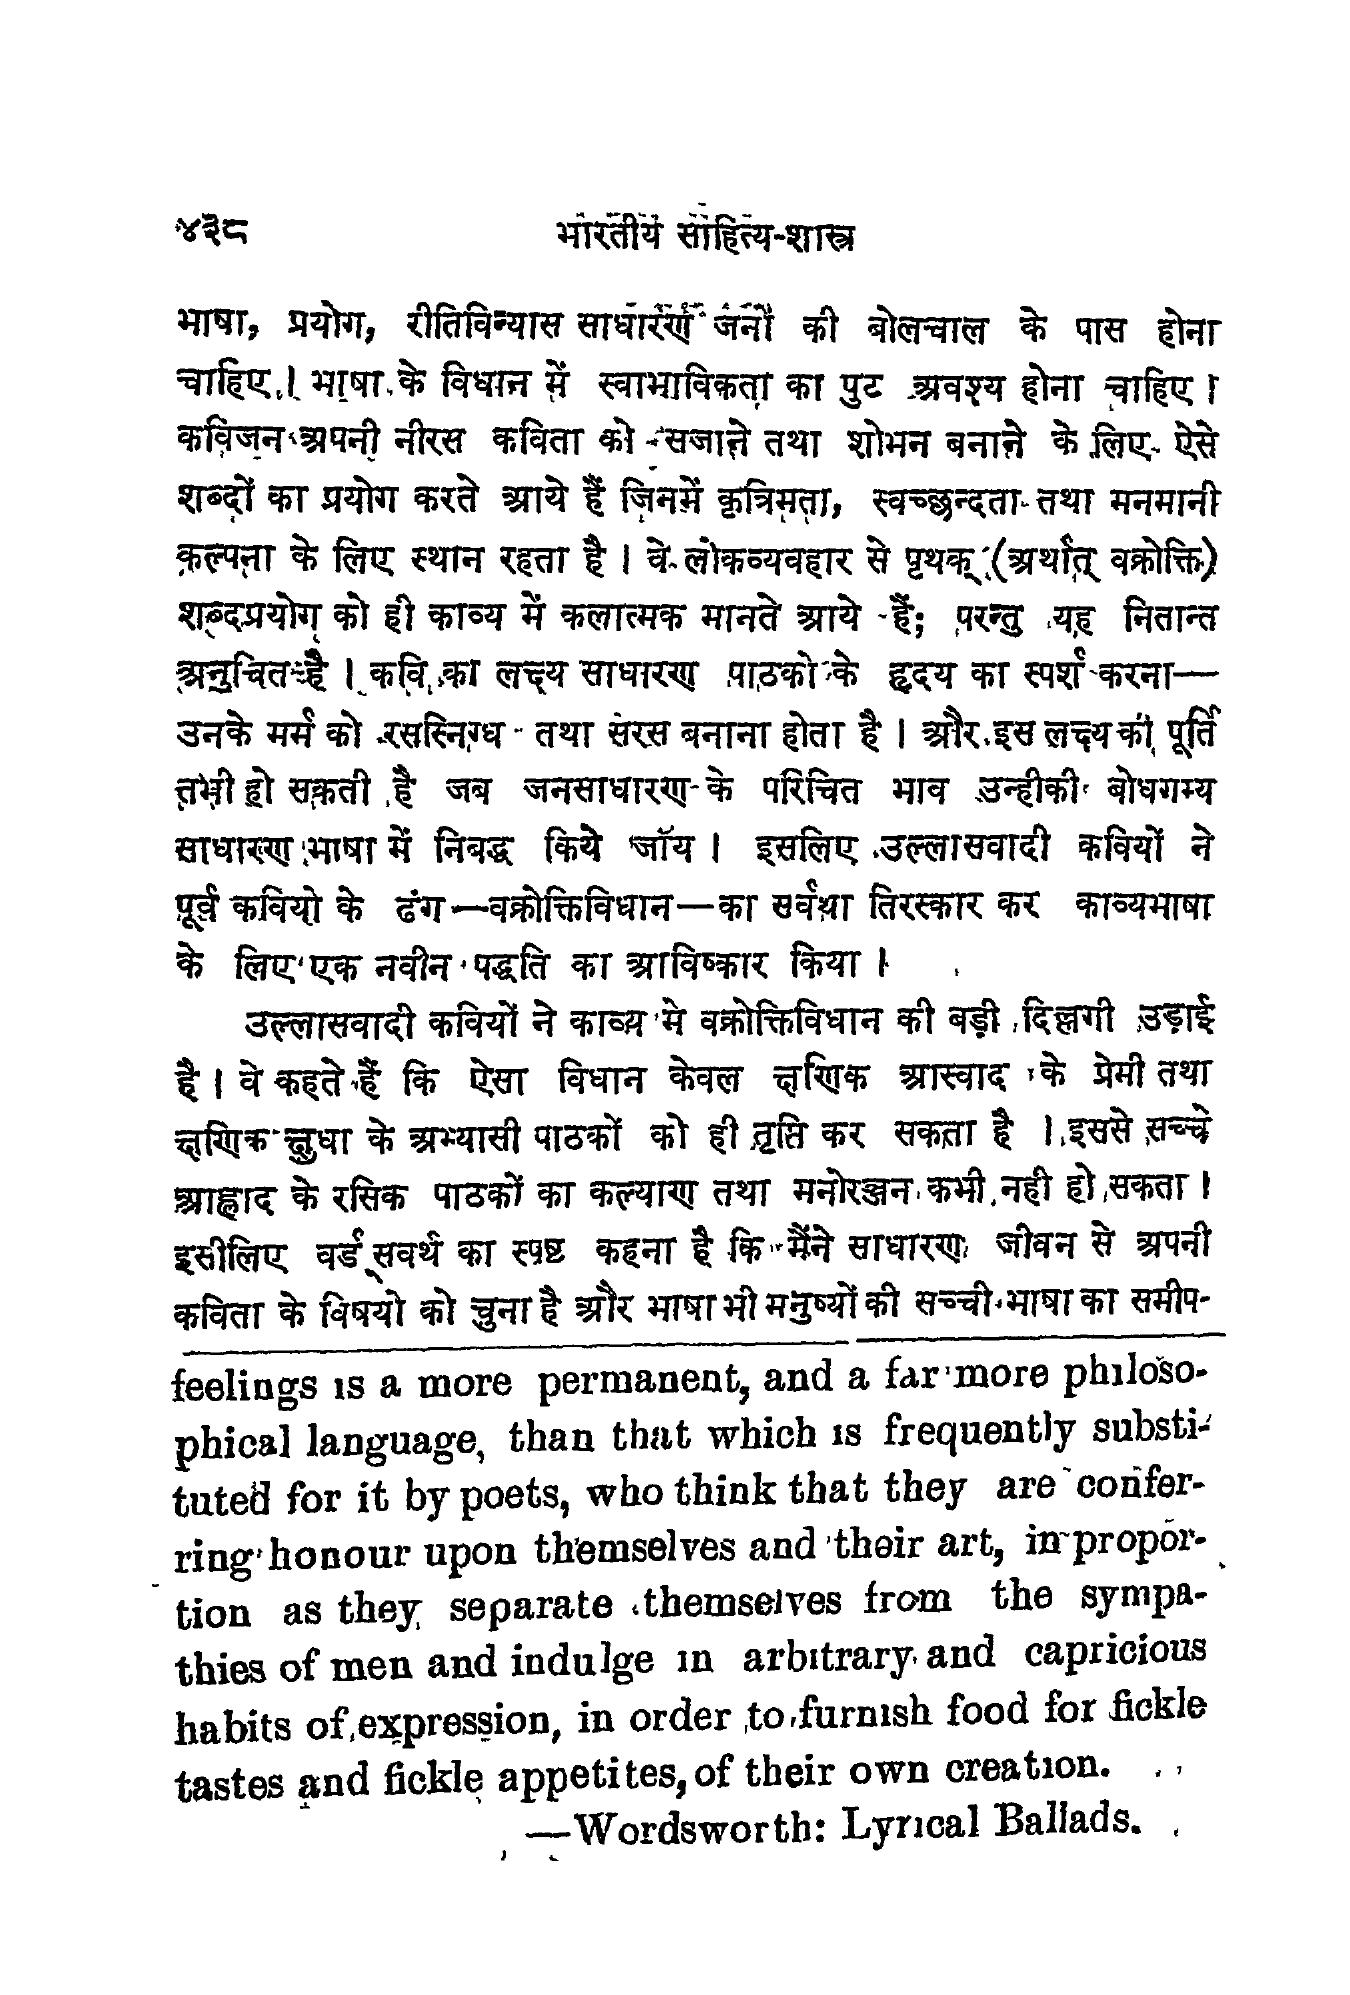 ४३८ भारतीय साहित्य-शास्त्र
भाषा, प्रयोग, रीतिविन्यास साधारण जनों की बोलचाल के पास होना
चाहिए । भाषा के विधान में स्वाभाविकता का पुट अवश्य होना चाहिए ।
कविजन अपनी नीरस कविता को सजाने तथा शोभन बनाने के लिए ऐसे
शब्दों का प्रयोग करते आये हैं जिनमें कृत्रिमता, स्वच्छन्दता तथा मनमानी
कल्पना के लिए स्थान रहता है । वे लोकव्यवहार से पृथक् (अर्थात् वक्रोक्ति)
शब्दप्रयोग को ही काव्य में कलात्मक मानते आये हैं; परन्तु यह नितान्त
अनुचित है । कवि का लक्ष्य साधारण पाठको के हृदय का स्पर्श करना—
उनके मर्म को रसस्निग्ध तथा सरस बनाना होता है । और इस लक्ष्य की पूर्ति
तभी हो सकती है जब जनसाधारण के परिचित भाव उन्हीकी बोधगम्य
साधारण भाषा में निबद्ध किये जॉय । इसलिए उल्लासवादी कवियों ने
पूर्व कवियो के ढंग—वक्रोक्तिविधान—का सर्वथा तिरस्कार कर काव्यभाषा
के लिए एक नवीन पद्धति का आविष्कार किया ।
उल्लासवादी कवियों ने काव्य मे वक्रोक्तिविधान की बड़ी दिल्लगी उड़ाई
है । वे कहते हैं कि ऐसा विधान केवल क्षणिक आस्वाद के प्रेमी तथा
क्षणिक क्षुधा के अभ्यासी पाठकों को ही तृप्ति कर सकता है । इससे सच्चे
आह्लाद के रसिक पाठकों का कल्याण तथा मनोरञ्जन कभी नही हो सकता ।
इसीलिए वर्ड् सवर्थ का स्पष्ट कहना है कि मैंने साधारण जीवन से अपनी
कविता के विषयो को चुना है और भाषा भी मनुष्यों की सच्ची भाषा का समीप-
feelings is a more permanent, and a far more philoso-
phical language, than that which is frequently substi-
tuted for it by poets, who think that they are confer-
ring honour upon themselves and their art, in propor-
tion as they separate themselves from the sympa-
thies of men and indulge in arbitrary and capricious
habits of expression, in order to furnish food for fickle
tastes and fickle appetites, of their own creation.
—Wordsworth: Lyrical Ballads.